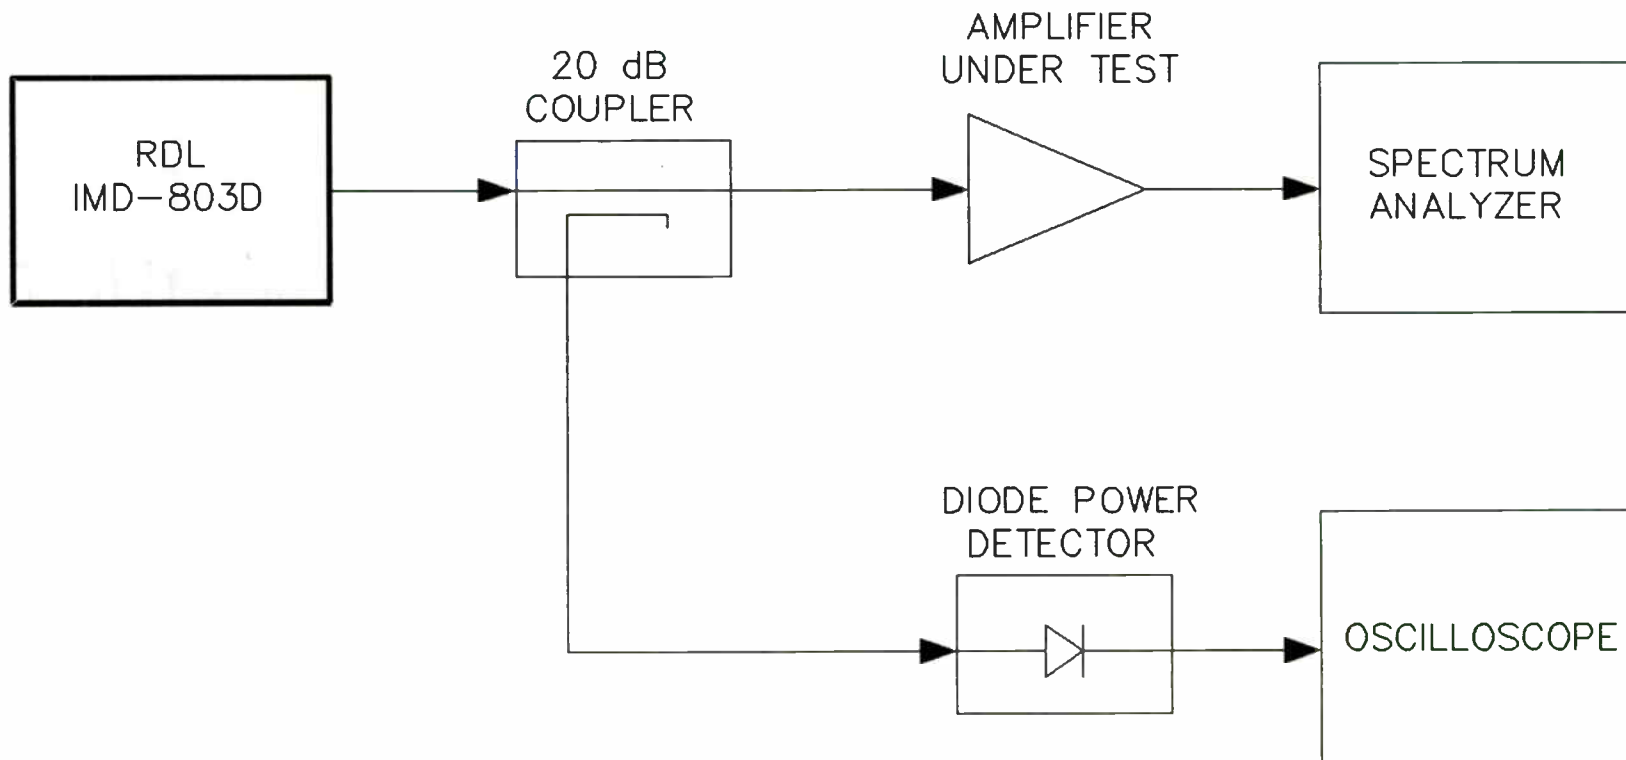 AMPLIFIER
UNDER TEST
20 dB
COUPLER
RDL
IMD-803D
SPECTRUM
ANALYZER
DIODE POWER
DETECTOR
OSCILLOSCOPE